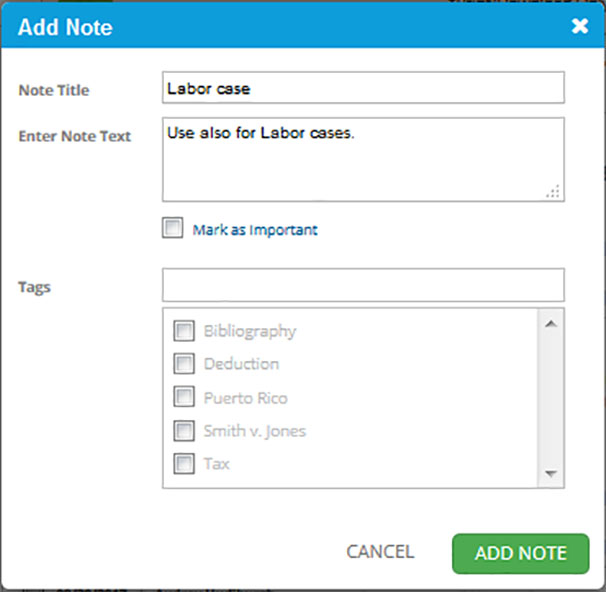 Add Note
Note Title
Labor case
Enter Note Text
Use also for Labor cases.
Mark as Important
Tags
Bibliography
Deduction
Puerto Rico
Smith v. Jones
Tax
CANCEL
ADD NOTE